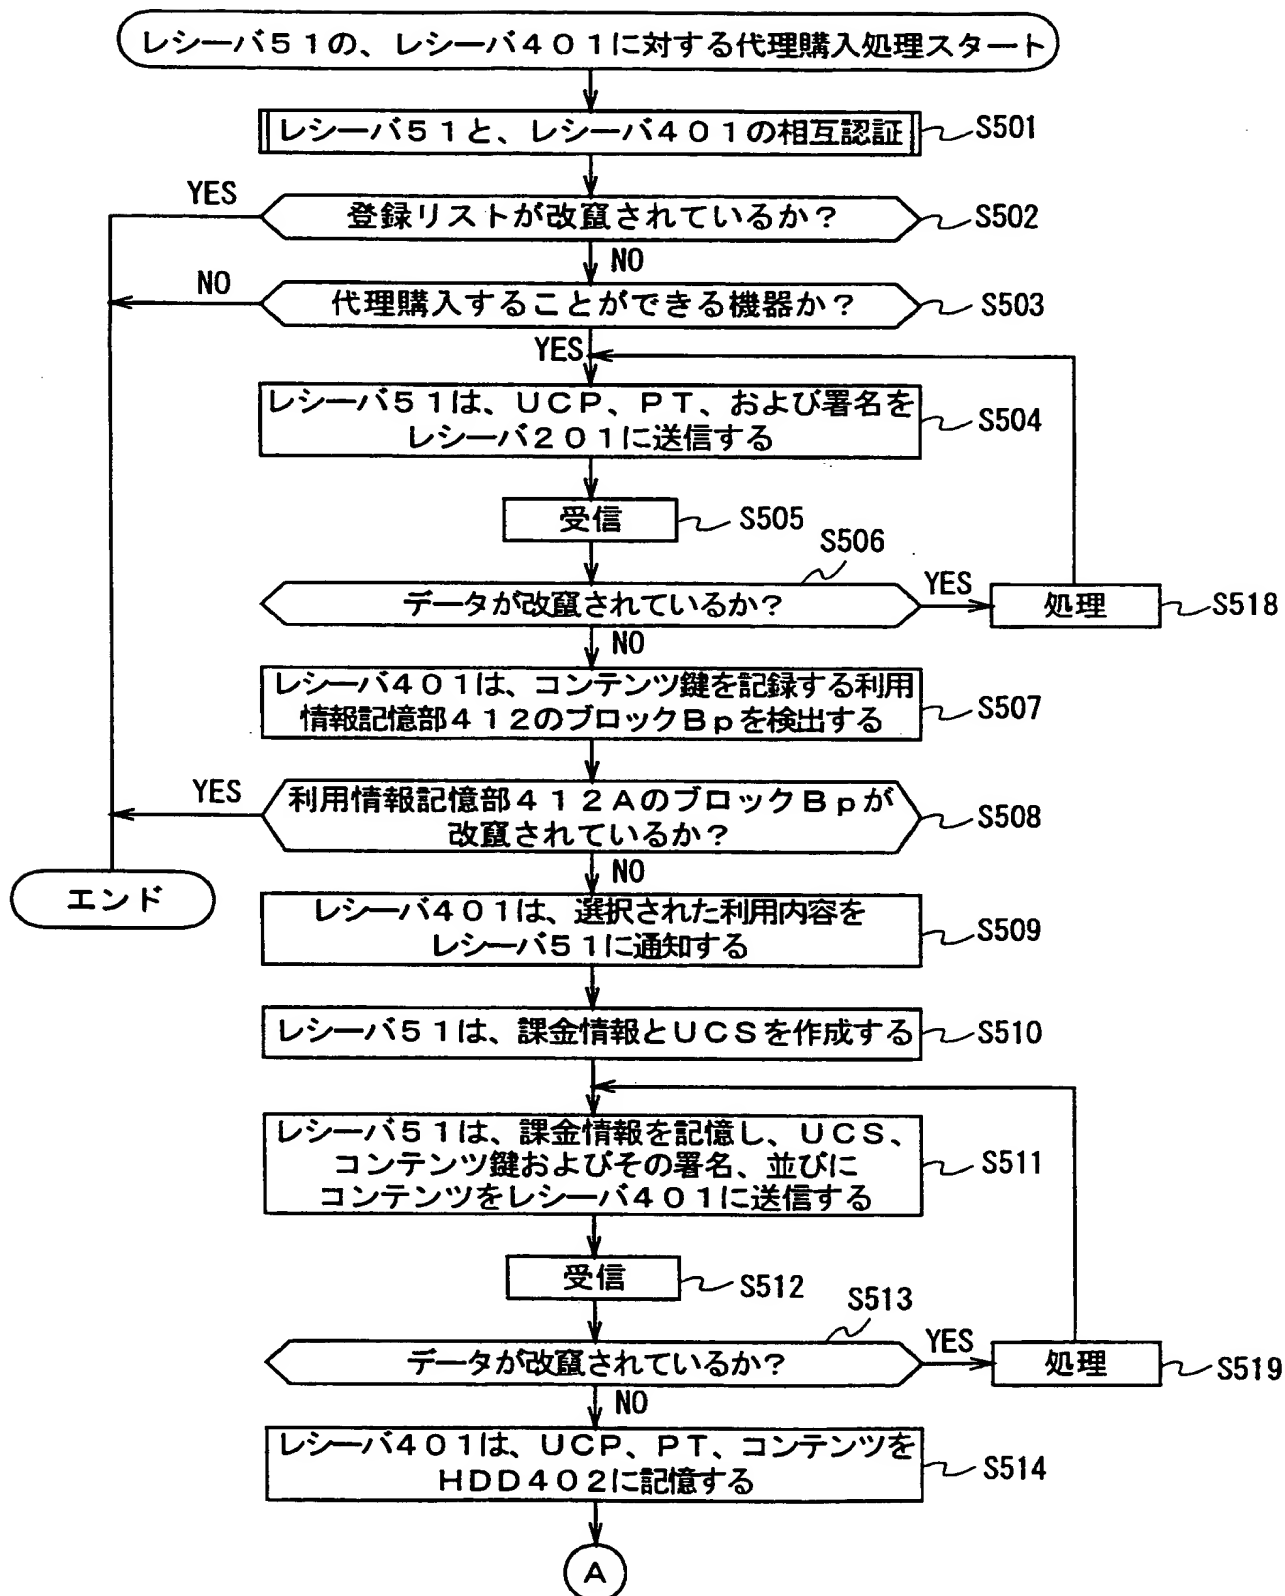 レシーバ５１の、レシーバ４０１に対する代理購入処理スタート
レシーバ５１と、レシーバ４０１の相互認証
S501
YES
登録リストが改竄されているか？
S502
NO
NO
代理購入することができる機器か？
S503
YES
レシーバ５１は、ＵＣＰ、ＰＴ、および署名を
レシーバ２０１に送信する
S504
受信
S505
S506
データが改竄されているか？
YES
処理
S518
NO
レシーバ４０１は、コンテンツ鍵を記録する利用
情報記憶部４１２のブロックＢｐを検出する
S507
YES
利用情報記憶部４１２ＡのブロックＢｐが
改竄されているか？
S508
エンド
NO
レシーバ４０１は、選択された利用内容を
レシーバ５１に通知する
S509
レシーバ５１は、課金情報とＵＣＳを作成する
S510
レシーバ５１は、課金情報を記憶し、ＵＣＳ、
コンテンツ鍵およびその署名、並びに
コンテンツをレシーバ４０１に送信する
S511
受信
S512
S513
データが改竄されているか？
YES
処理
S519
NO
レシーバ４０１は、ＵＣＰ、ＰＴ、コンテンツを
ＨＤＤ４０２に記憶する
S514
A